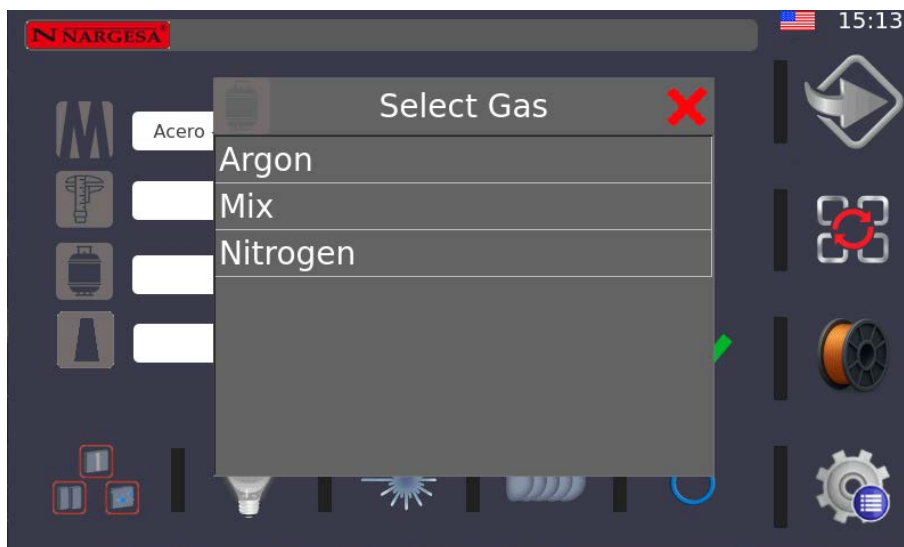 N NARGESA®
15:13
Select Gas
Acero
Argon
Mix
Nitrogen